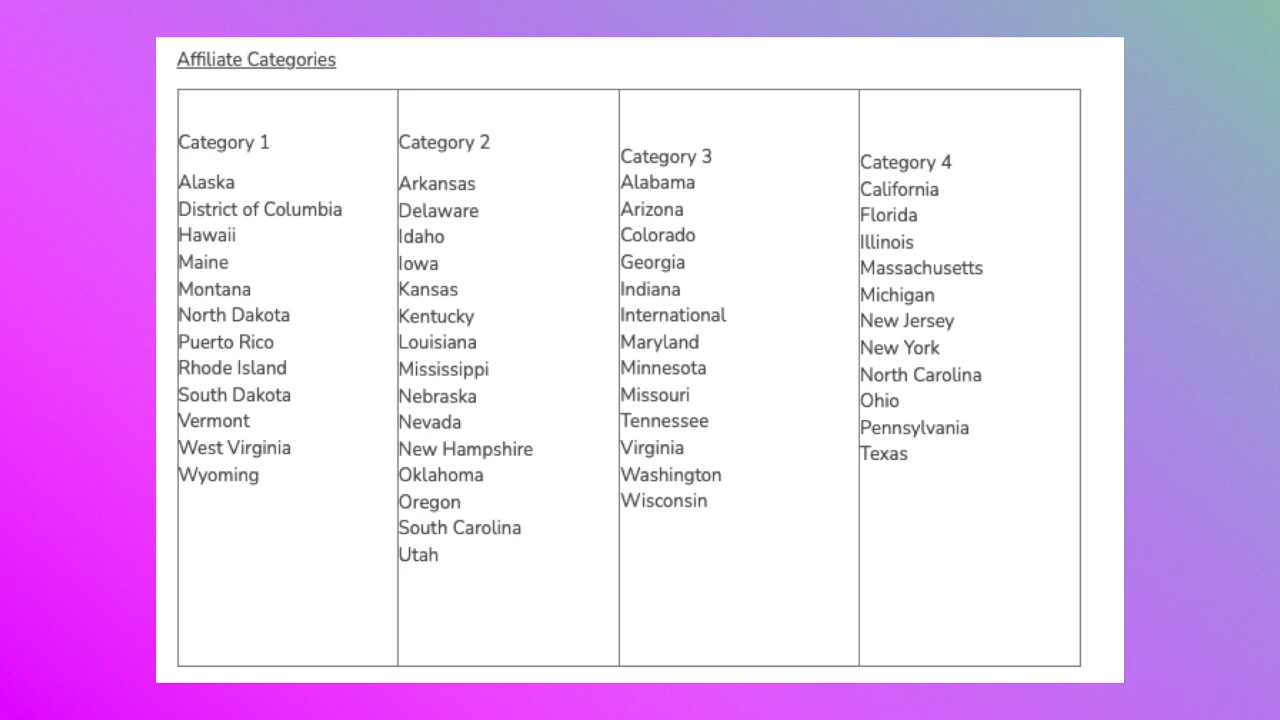 Affiliate Categories
Category 1
Alaska
District of Columbia
Hawaii
Maine
Montana
North Dakota
Puerto Rico
Rhode Island
South Dakota
Vermont
West Virginia
Wyoming
Category 2
Arkansas
Delaware
Idaho
Iowa
Kansas
Kentucky
Louisiana
Mississippi
Nebraska
Nevada
New Hampshire
Oklahoma
Oregon
South Carolina
Utah
Category 3
Alabama
Arizona
Colorado
Georgia
Indiana
International
Maryland
Minnesota
Missouri
Tennessee
Virginia
Washington
Wisconsin
Category 4
California
Florida
Illinois
Massachusetts
Michigan
New Jersey
New York
North Carolina
Ohio
Pennsylvania
Texas